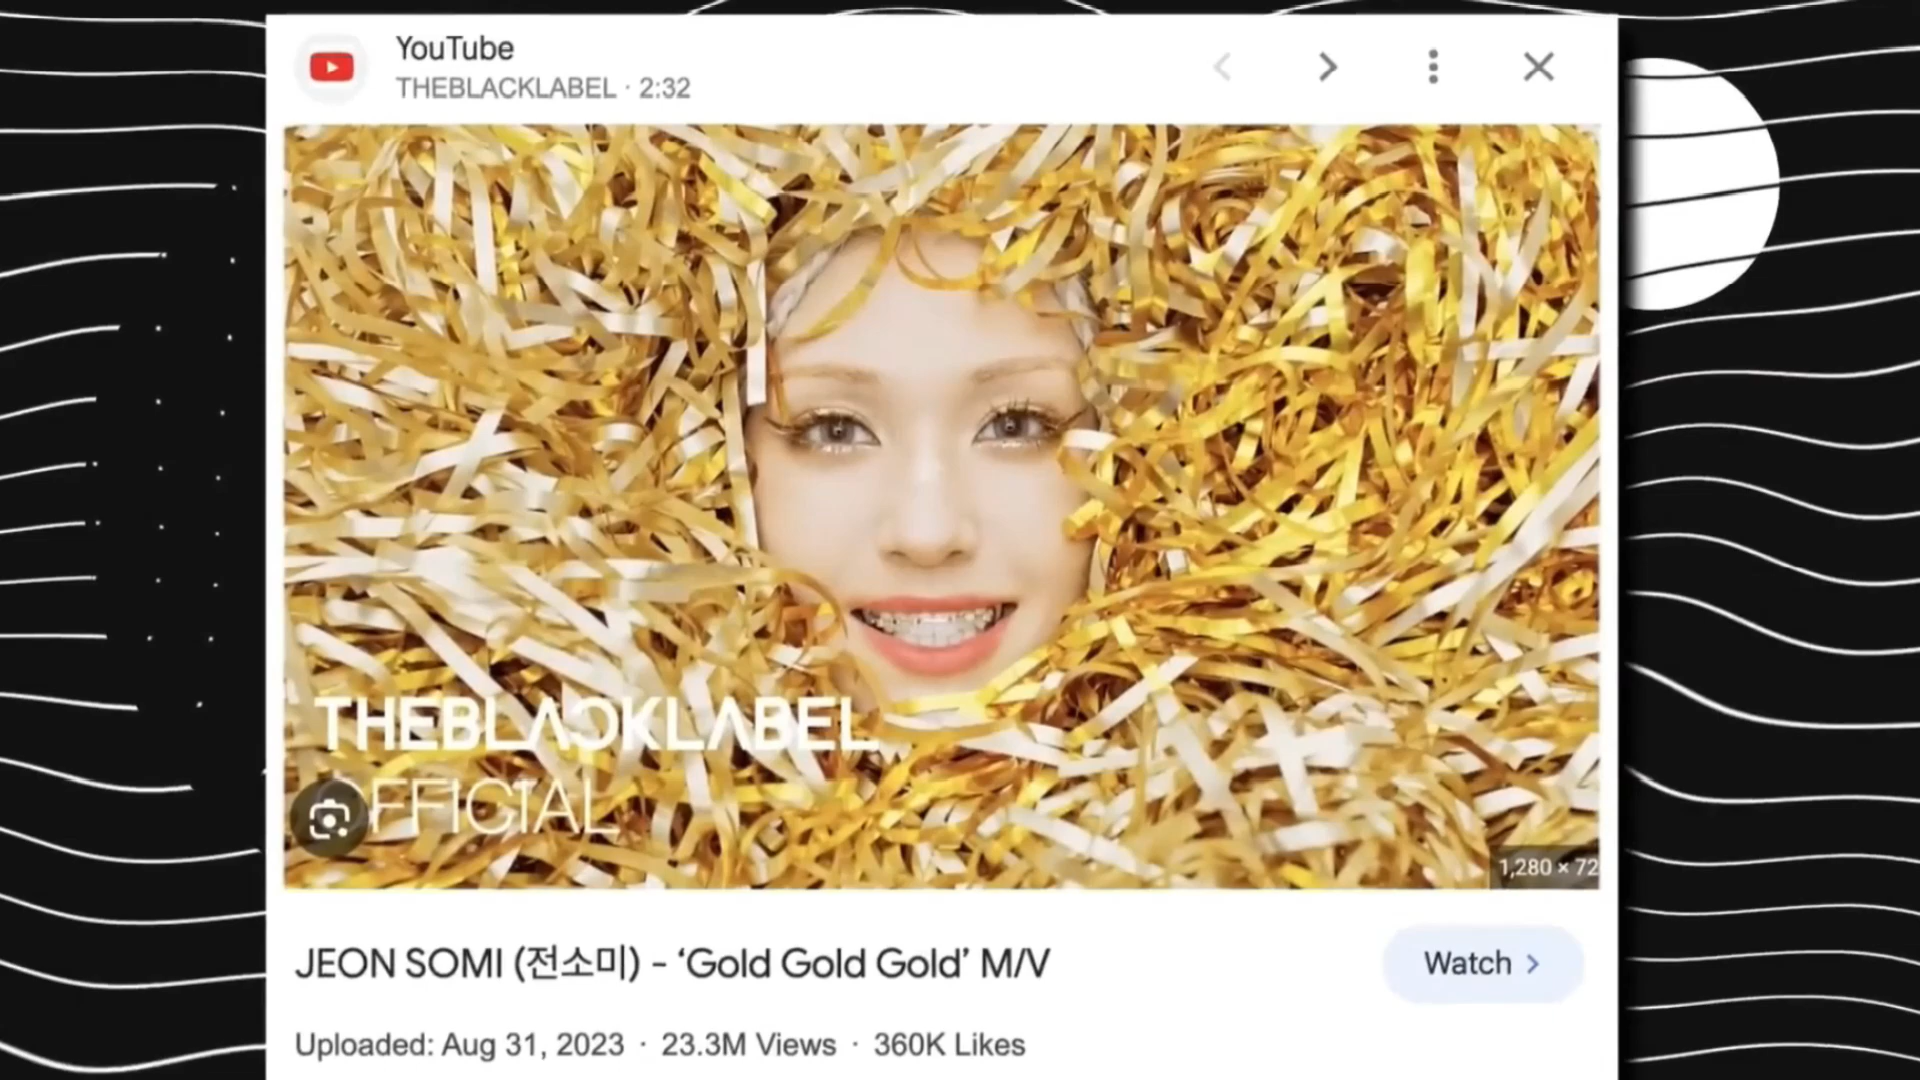 YouTube
THEBLACKLABEL · 2:32
THEBLACKLABEL
OFFICIAL
1,280 × 72
JEON SOMI (전소미) - ‘Gold Gold Gold’ M/V
Watch
Uploaded: Aug 31, 2023 · 23.3M Views · 360K Likes